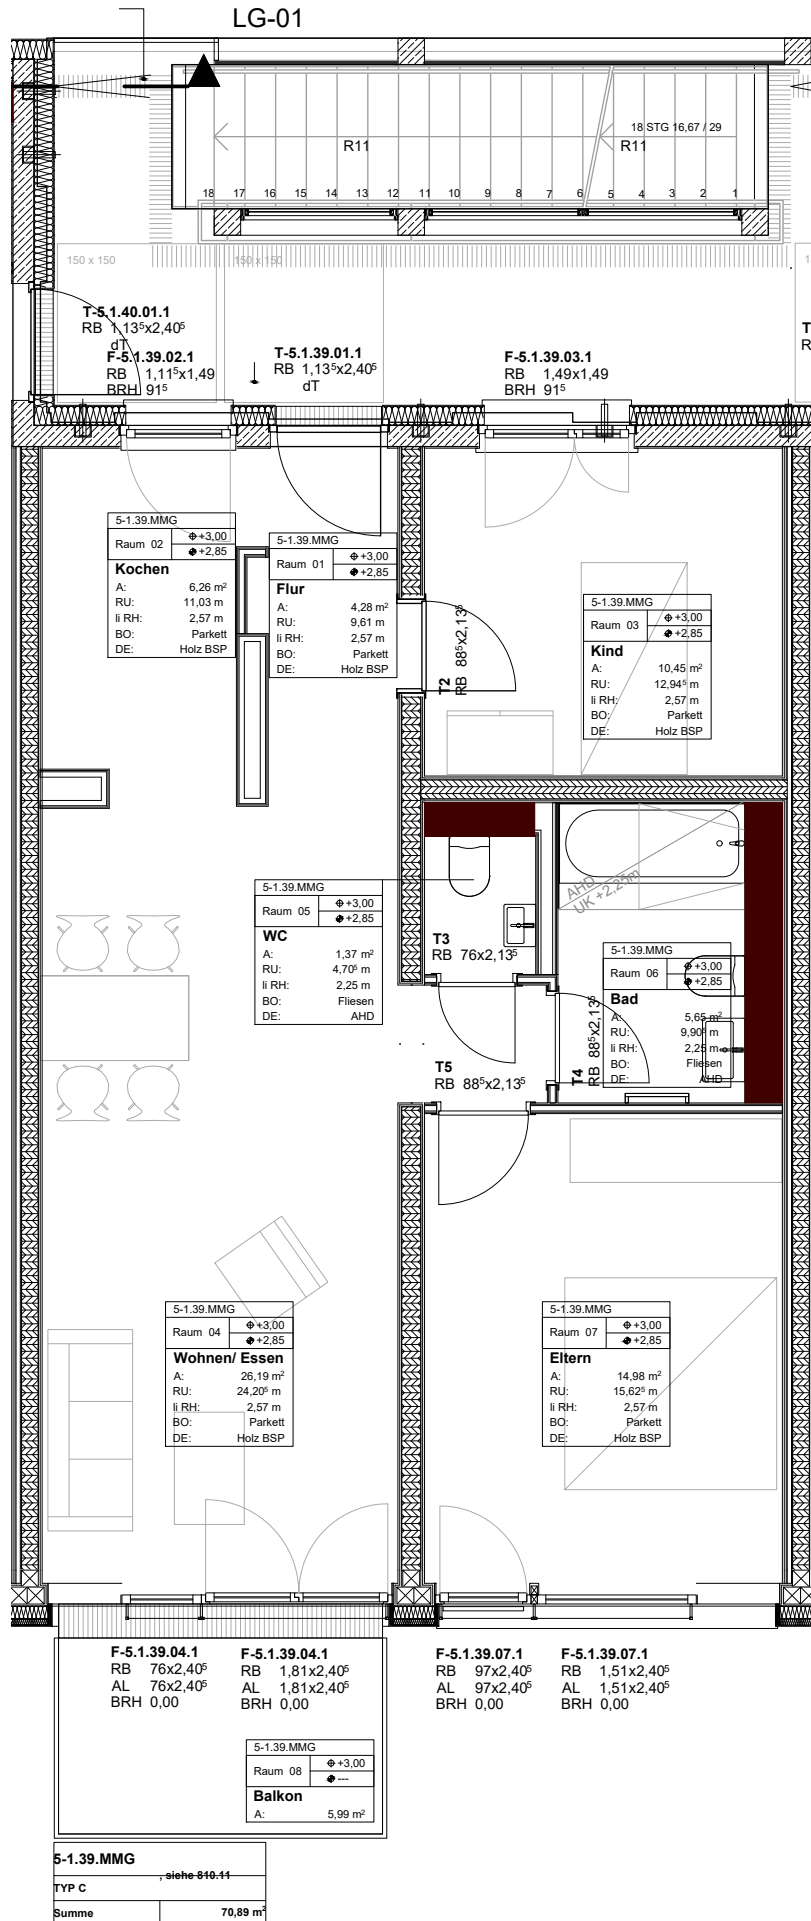 LG-01
18 STG 16,67 / 29
R11
R11
18 17 16 15 14 13 12 11 10 9 8 7 6 5 4 3 2 1
150 x 150
150 x 150
1
T-5.1.40.01.1
RB 1,13⁵x2,40⁵
dT
F-5.1.39.02.1
RB 1,11⁵x1,49
BRH 91⁵
T-5.1.39.01.1
RB 1,13⁵x2,40⁵
dT
F-5.1.39.03.1
RB 1,49x1,49
BRH 91⁵
T
R
5-1.39.MMG
Raum 02
+3,00
+2,85
Kochen
A: 6,26 m²
RU: 11,03 m
li RH: 2,57 m
BO: Parkett
DE: Holz BSP
5-1.39.MMG
Raum 01
+3,00
+2,85
Flur
A: 4,28 m²
RU: 9,61 m
li RH: 2,57 m
BO: Parkett
DE: Holz BSP
T2
RB 88⁵x2,13⁵
5-1.39.MMG
Raum 03
+3,00
+2,85
Kind
A: 10,45 m²
RU: 12,94⁵ m
li RH: 2,57 m
BO: Parkett
DE: Holz BSP
AHD
UK +2,25m
5-1.39.MMG
Raum 05
+3,00
+2,85
WC
A: 1,37 m²
RU: 4,70⁵ m
li RH: 2,25 m
BO: Fliesen
DE: AHD
T3
RB 76x2,13⁵
5-1.39.MMG
Raum 06
+3,00
+2,85
Bad
A: 5,65 m²
RU: 9,90⁵ m
li RH: 2,25 m
BO: Fliesen
DE: AHD
T4
RB 88⁵x2,13⁵
T5
RB 88⁵x2,13⁵
5-1.39.MMG
Raum 04
+3,00
+2,85
Wohnen/ Essen
A: 26,19 m²
RU: 24,20⁵ m
li RH: 2,57 m
BO: Parkett
DE: Holz BSP
5-1.39.MMG
Raum 07
+3,00
+2,85
Eltern
A: 14,98 m²
RU: 15,62⁵ m
li RH: 2,57 m
BO: Parkett
DE: Holz BSP
F-5.1.39.04.1
RB 76x2,40⁵
AL 76x2,40⁵
BRH 0,00
F-5.1.39.04.1
RB 1,81x2,40⁵
AL 1,81x2,40⁵
BRH 0,00
F-5.1.39.07.1
RB 97x2,40⁵
AL 97x2,40⁵
BRH 0,00
F-5.1.39.07.1
RB 1,51x2,40⁵
AL 1,51x2,40⁵
BRH 0,00
5-1.39.MMG
Raum 08
+3,00
---
Balkon
A: 5,99 m²
5-1.39.MMG
, siehe 810.11
TYP C
Summe 70,89 m²